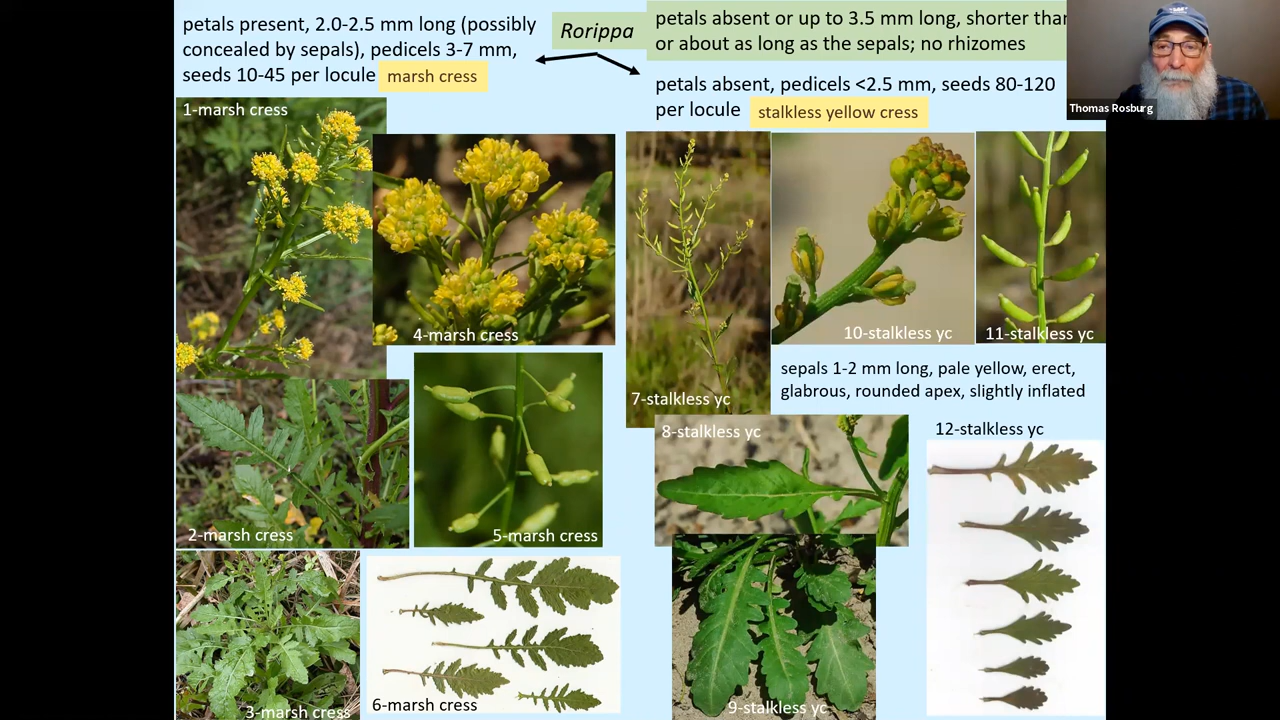 petals present, 2.0-2.5 mm long (possibly
concealed by sepals), pedicels 3-7 mm,
seeds 10-45 per locule marsh cress
Rorippa
petals absent or up to 3.5 mm long, shorter than
or about as long as the sepals; no rhizomes
petals absent, pedicels <2.5 mm, seeds 80-120
per locule stalkless yellow cress
Thomas Rosburg
1-marsh cress
4-marsh cress
2-marsh cress
5-marsh cress
3-marsh cress
6-marsh cress
7-stalkless yc
10-stalkless yc
11-stalkless yc
sepals 1-2 mm long, pale yellow, erect,
glabrous, rounded apex, slightly inflated
8-stalkless yc
12-stalkless yc
9-stalkless yc